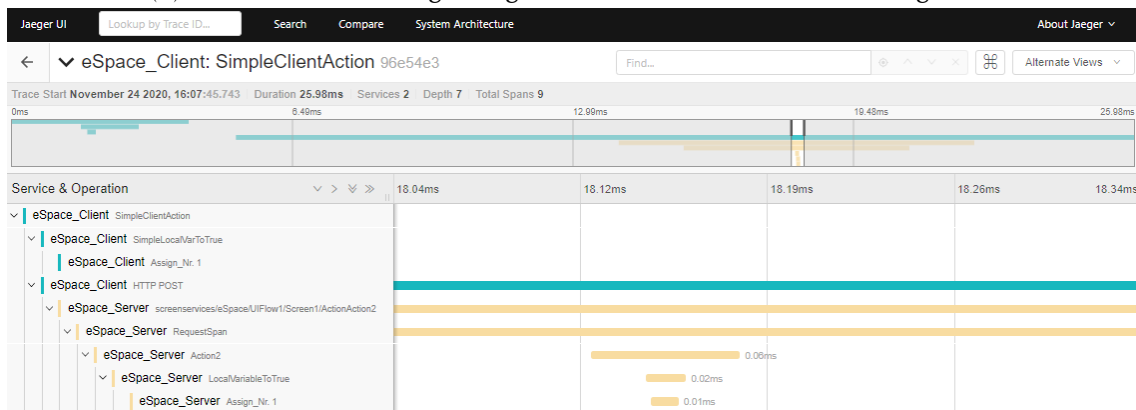 Jaeger UI Lookup by Trace ID... Search Compare System Architecture About Jaeger
eSpace_Client: SimpleClientAction 96e54e3 Find... Alternate Views
Trace Start November 24 2020, 16:07:45.743 Duration 25.98ms Services 2 Depth 7 Total Spans 9
0ms 6.49ms 12.99ms 19.48ms 25.98ms
Service & Operation 18.04ms 18.12ms 18.19ms 18.26ms 18.34ms
eSpace_Client SimpleClientAction
eSpace_Client SimpleLocalVarToTrue
eSpace_Client Assign_Nr. 1
eSpace_Client HTTP POST
eSpace_Server screenservices/eSpace/UIFlow1/Screen1/ActionAction2
eSpace_Server RequestSpan
eSpace_Server Action2 0.06ms
eSpace_Server LocalVariableToTrue 0.02ms
eSpace_Server Assign_Nr. 1 0.01ms